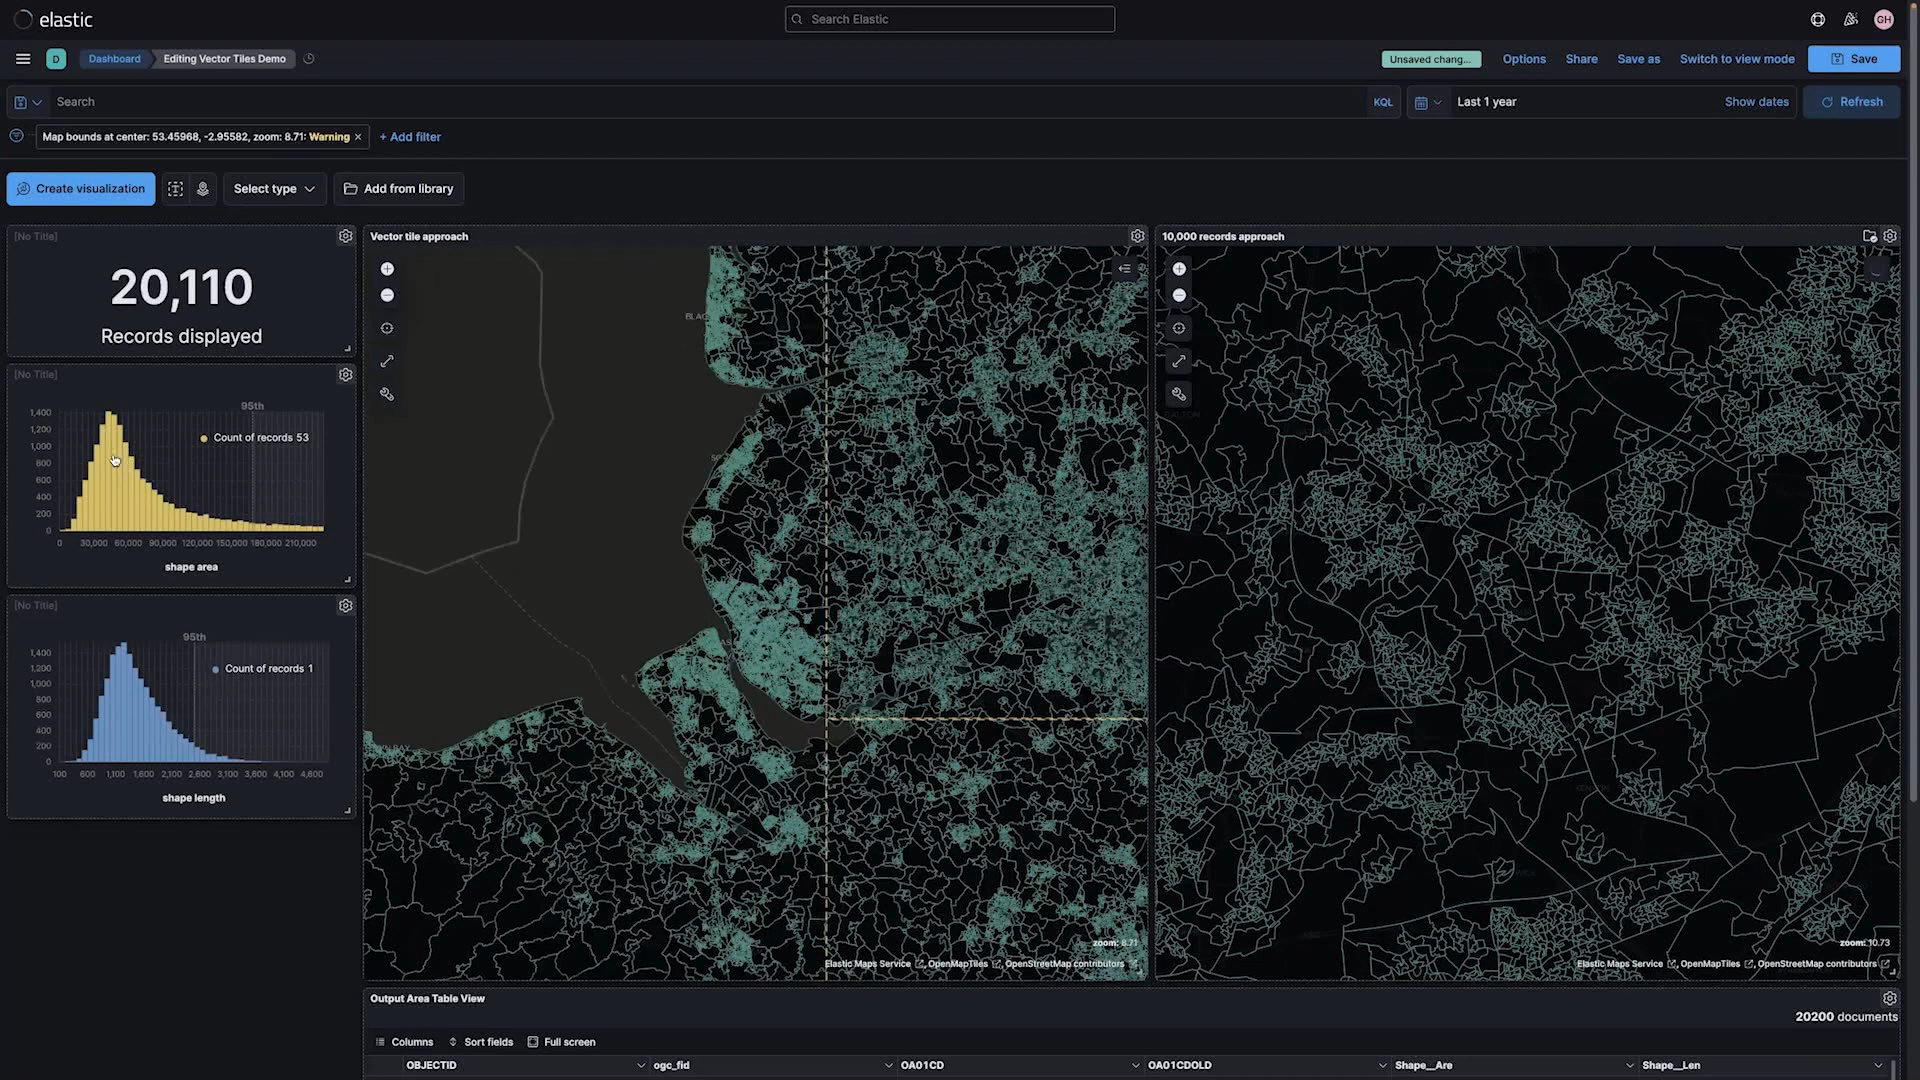 elastic
Search Elastic
GH
D
Dashboard
Editing Vector Tiles Demo
Unsaved chang...
Options
Share
Save as
Switch to view mode
Save
Search
KQL
Last 1 year
Show dates
Refresh
Map bounds at center: 53.45968, -2.95582, zoom: 8.71: Warning ×
+ Add filter
Create visualization
Select type
Add from library
[No Title]
20,110
Records displayed
[No Title]
95th
Count of records 53
1,400
1,200
1,000
800
600
400
200
0
0 30,000 60,000 90,000 120,000 150,000 180,000 210,000
shape area
[No Title]
95th
Count of records 1
1,400
1,200
1,000
800
600
400
200
0
100 600 1,100 1,600 2,100 2,600 3,100 3,600 4,100 4,600
shape length
Vector tile approach
BLAC
zoom: 8.71
Elastic Maps Service , OpenMapTiles , OpenStreetMap contributors
10,000 records approach
zoom: 10.73
Elastic Maps Service , OpenMapTiles , OpenStreetMap contributors
Output Area Table View
20200 documents
Columns
Sort fields
Full screen
OBJECTID
ogc_fid
OA01CD
OA01CDOLD
Shape__Are
Shape__Len